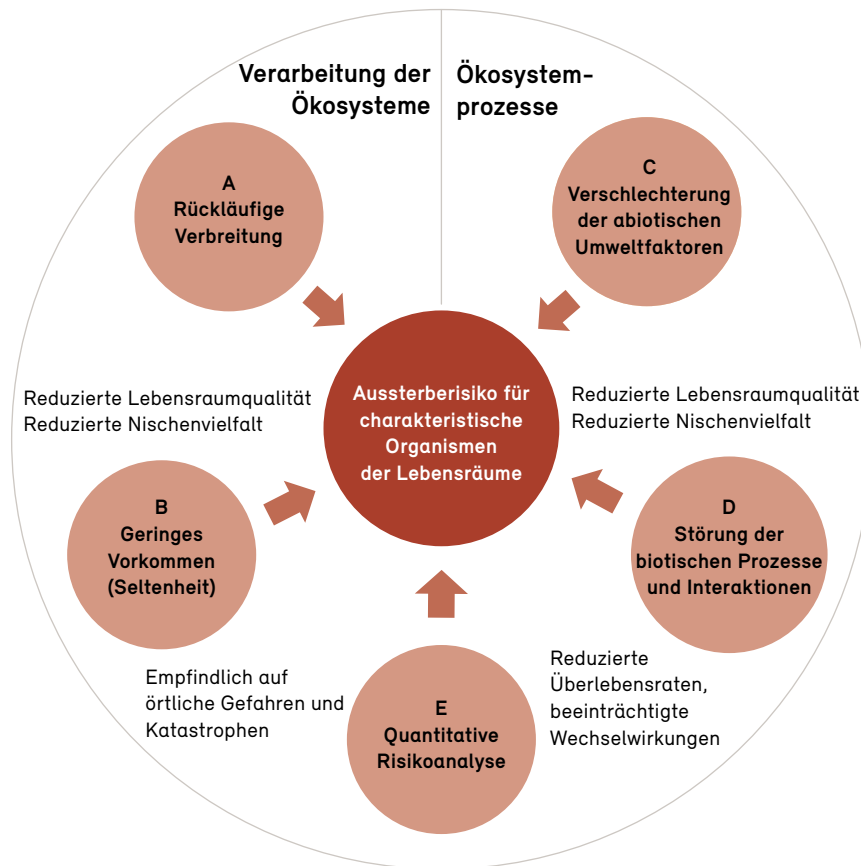 Verarbeitung der
Ökosysteme
Ökosystem-
prozesse
A
Rückläufige
Verbreitung
C
Verschlechterung
der abiotischen
Umweltfaktoren
Aussterberisiko für
charakteristische
Organismen
der Lebensräume
Reduzierte Lebensraumqualität
Reduzierte Nischenvielfalt
Reduzierte Lebensraumqualität
Reduzierte Nischenvielfalt
B
Geringes
Vorkommen
(Seltenheit)
D
Störung der
biotischen Prozesse
und Interaktionen
Empfindlich auf
örtliche Gefahren und
Katastrophen
E
Quantitative
Risikoanalyse
Reduzierte
Überlebensraten,
beeinträchtigte
Wechselwirkungen